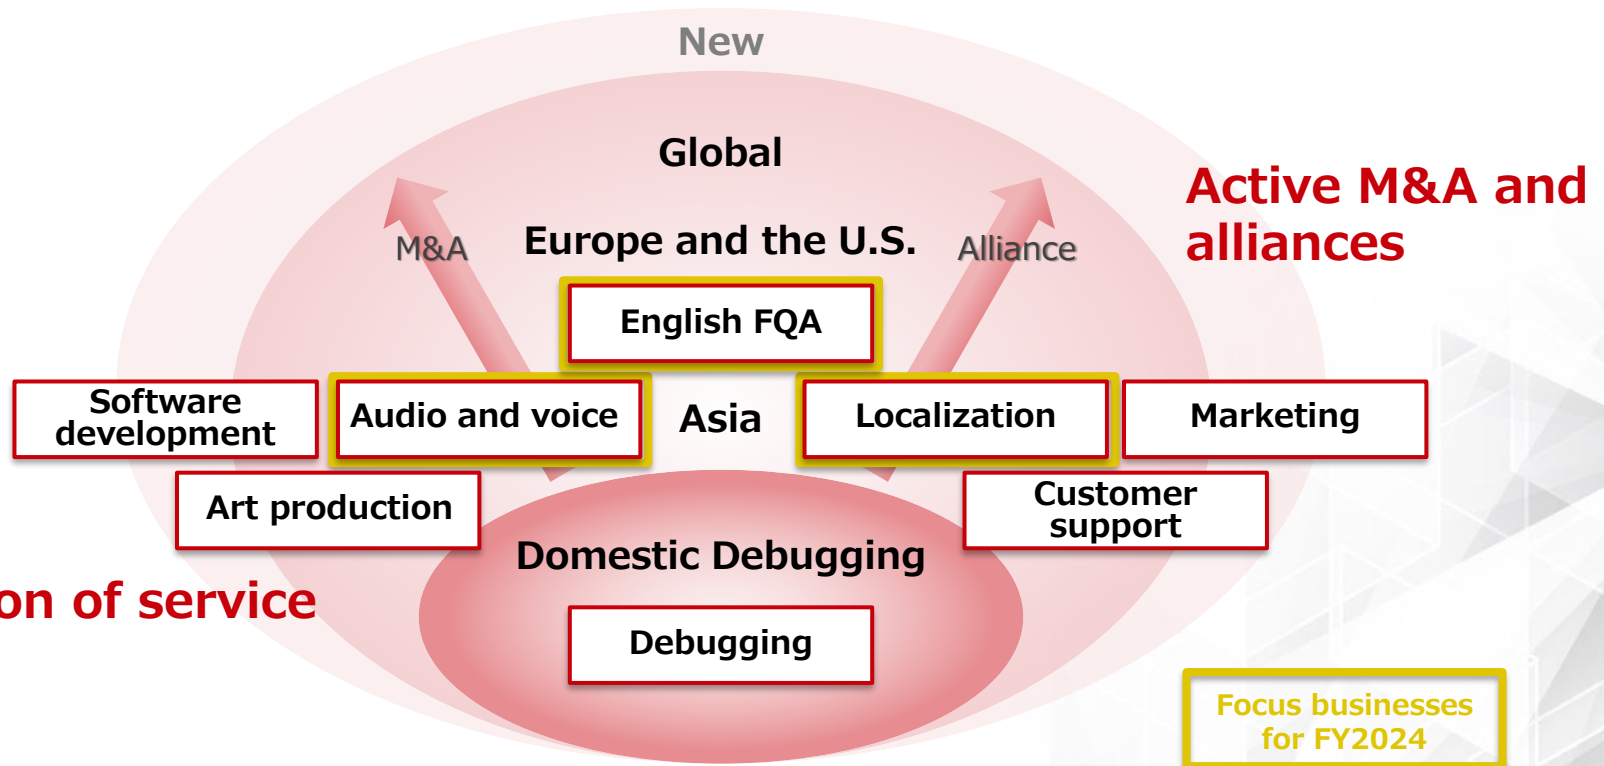 New
Global
Active M&A and
alliances
M&A
Europe and the U.S.
Alliance
English FQA
Software
development
Audio and voice
Asia
Localization
Marketing
Art production
Customer
support
Domestic Debugging
on of service
Debugging
Focus businesses
for FY2024